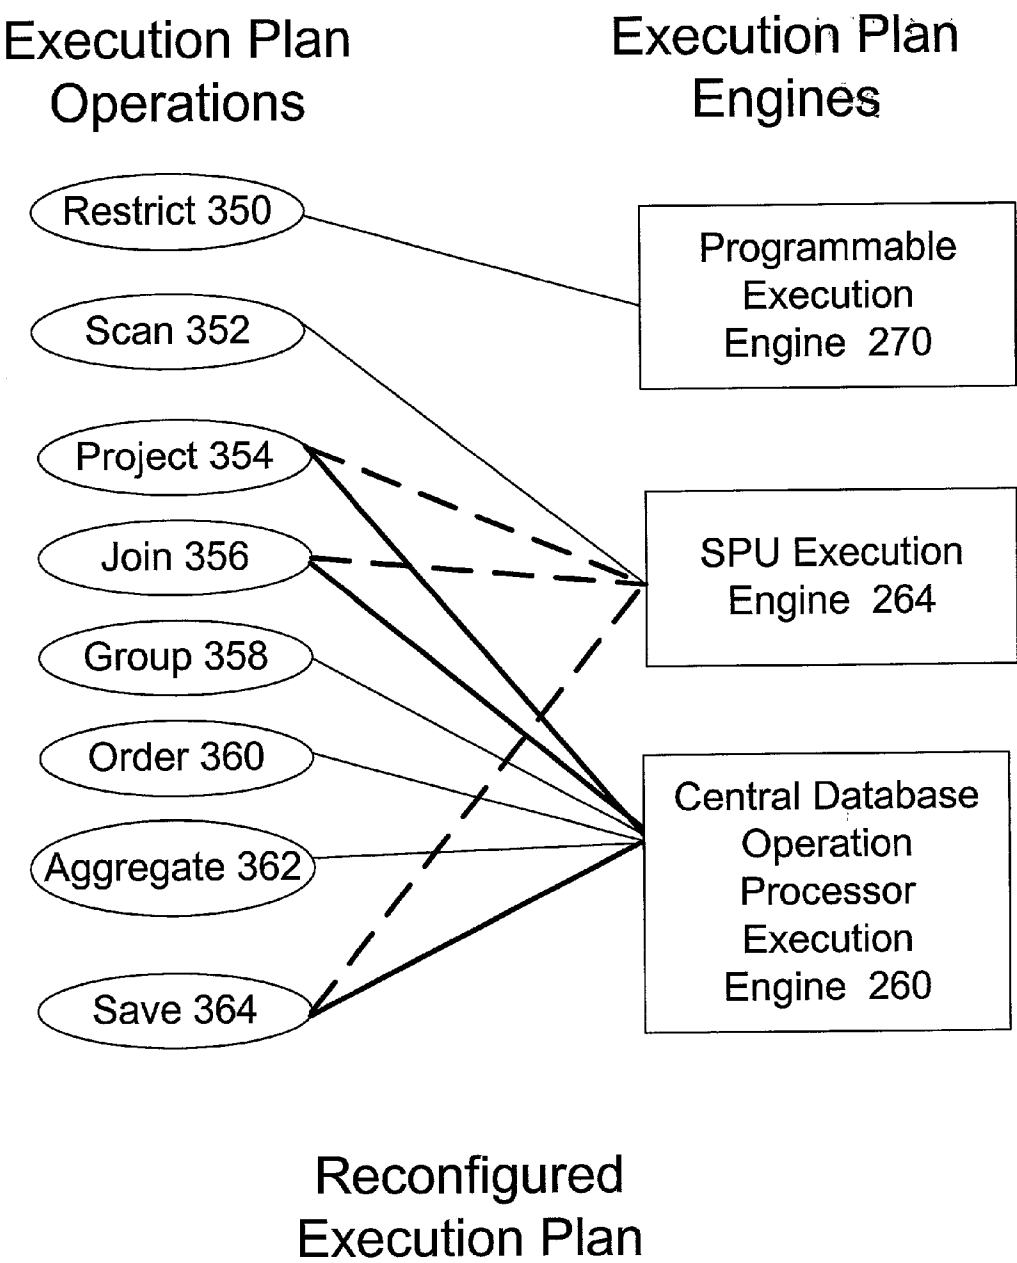 Execution Plan
Operations
Execution Plan
Engines
Restrict 350
Scan 352
Project 354
Join 356
Group 358
Order 360
Aggregate 362
Save 364
Programmable
Execution
Engine 270
SPU Execution
Engine 264
Central Database
Operation
Processor
Execution
Engine 260
Reconfigured
Execution Plan